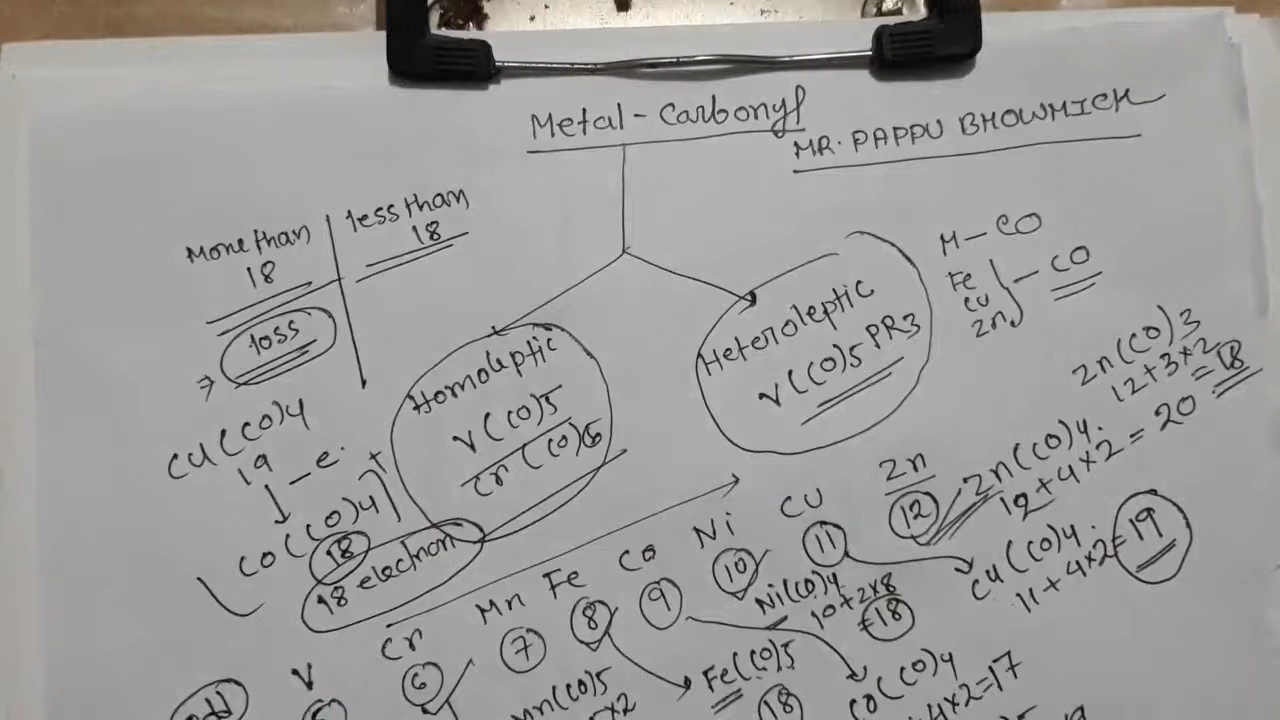 Metal-Carbonyl
MR. PAPPU BHOWMICK
More than
18
less than
18
loss
Cu(CO)4
19
-e.
Co(CO)4]+
18
18 electron
Homoleptic
V(CO)5
Cr(CO)6
Heteroleptic
V(CO)5 PR3
M-CO
Fe
Cu
Zn
-CO
Zn(CO)3
12+3×2
=18
Zn(CO)4.
12+4×2=20
Cu(CO)4.
11+4×2=19
V
Cr
6
Mn
7
Fe
8
Co
9
Ni
10
Cu
11
Zn
12
Ni(CO)4
10+2×8
=18
Fe(CO)5
18
Co(CO)4
4×2=17
Mn(CO)5
×2
odd